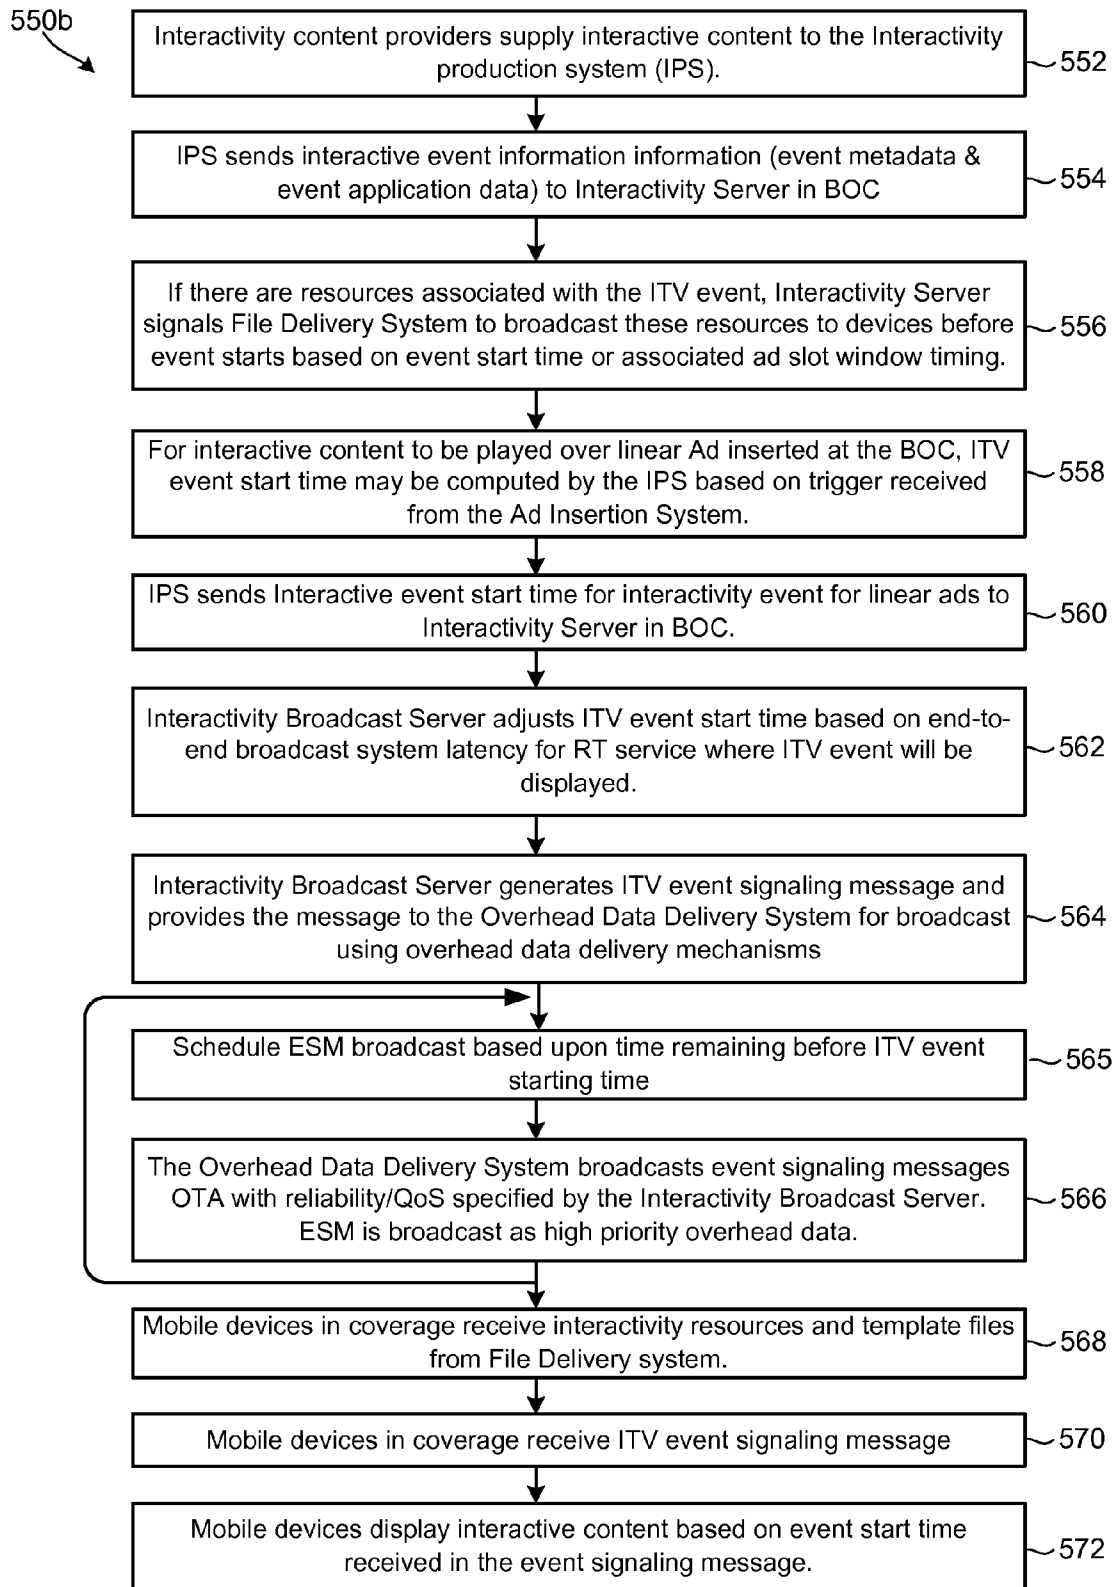 550b
Interactivity content providers supply interactive content to the Interactivity
production system (IPS).
552
IPS sends interactive event information information (event metadata &
event application data) to Interactivity Server in BOC
554
If there are resources associated with the ITV event, Interactivity Server
signals File Delivery System to broadcast these resources to devices before
event starts based on event start time or associated ad slot window timing.
556
For interactive content to be played over linear Ad inserted at the BOC, ITV
event start time may be computed by the IPS based on trigger received
from the Ad Insertion System.
558
IPS sends Interactive event start time for interactivity event for linear ads to
Interactivity Server in BOC.
560
Interactivity Broadcast Server adjusts ITV event start time based on end-to-
end broadcast system latency for RT service where ITV event will be
displayed.
562
Interactivity Broadcast Server generates ITV event signaling message and
provides the message to the Overhead Data Delivery System for broadcast
using overhead data delivery mechanisms
564
Schedule ESM broadcast based upon time remaining before ITV event
starting time
565
The Overhead Data Delivery System broadcasts event signaling messages
OTA with reliability/QoS specified by the Interactivity Broadcast Server.
ESM is broadcast as high priority overhead data.
566
Mobile devices in coverage receive interactivity resources and template files
from File Delivery system.
568
Mobile devices in coverage receive ITV event signaling message
570
Mobile devices display interactive content based on event start time
received in the event signaling message.
572